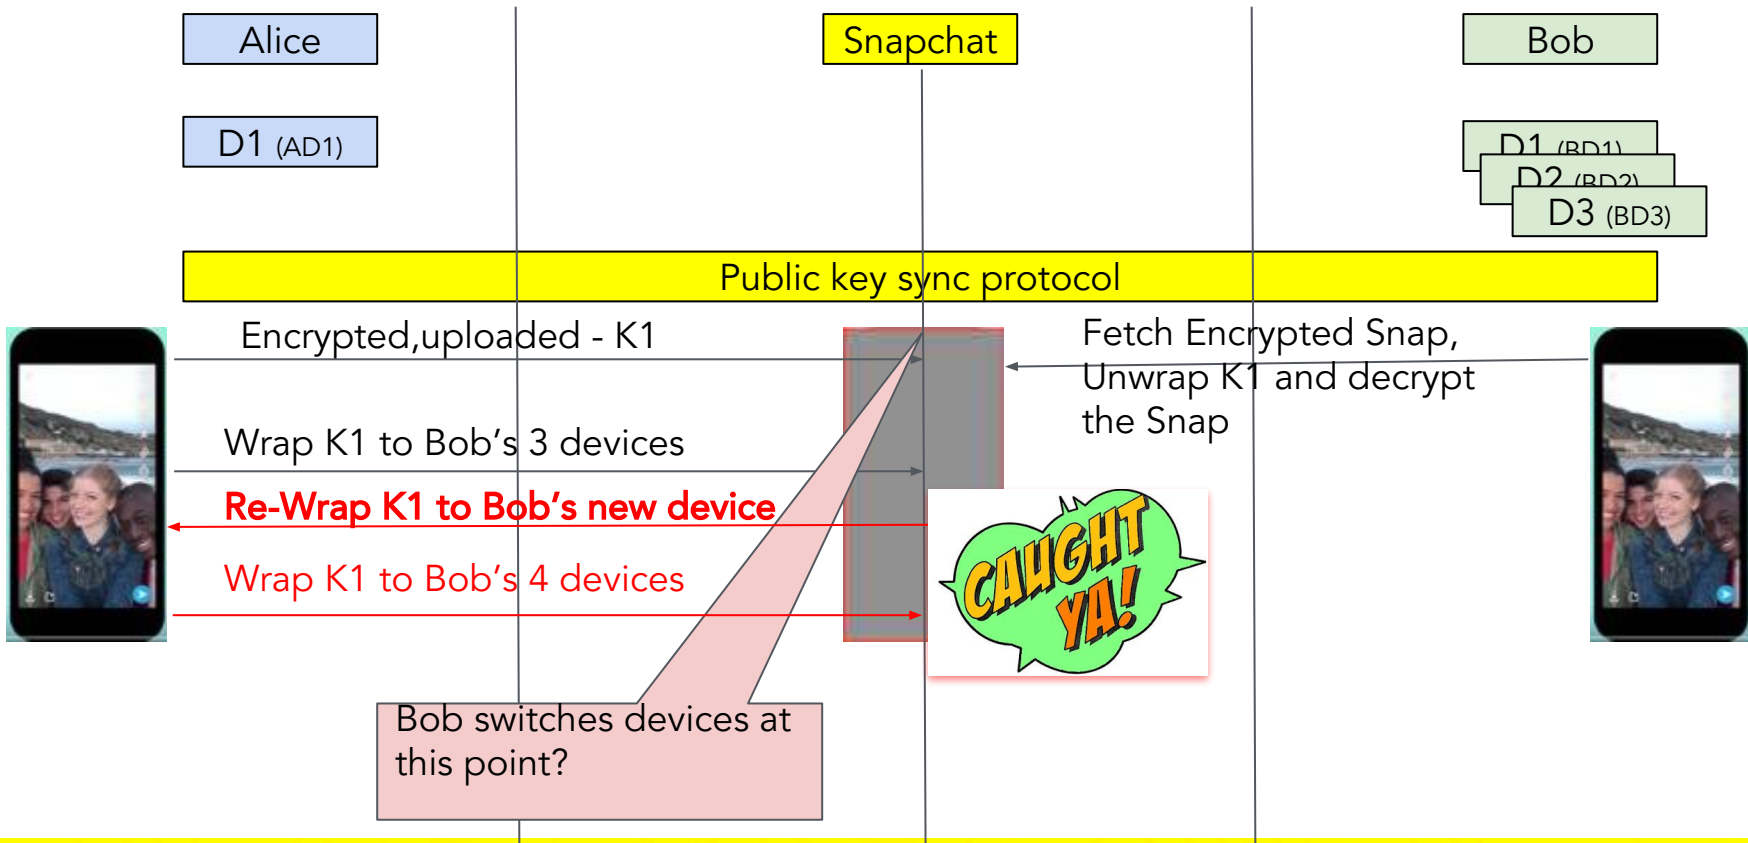 Alice
Snapchat
Bob
D1 (AD1)
D1 (BD1)
D2 (BD2)
D3 (BD3)
Public key sync protocol
Encrypted,uploaded - K1
Fetch Encrypted Snap,
Unwrap K1 and decrypt
the Snap
Wrap K1 to Bob’s 3 devices
Re-Wrap K1 to Bob’s new device
Wrap K1 to Bob’s 4 devices
CAUGHT
YA!
Bob switches devices at
this point?